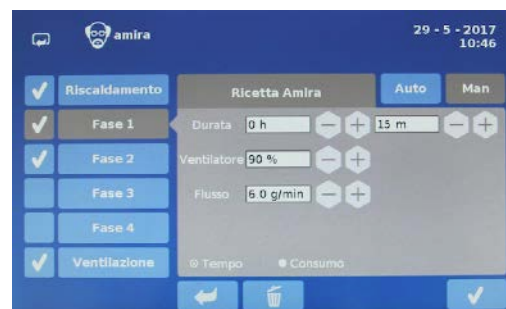 amira
29 - 5 - 2017
10:46
Riscaldamento
Ricetta Amira
Auto
Man
Fase 1
Durata 0 h 15 m
Fase 2
Ventilatore 90 %
Fase 3
Flusso 6.0 g/min
Fase 4
Ventilazione
Tempo
Consumo